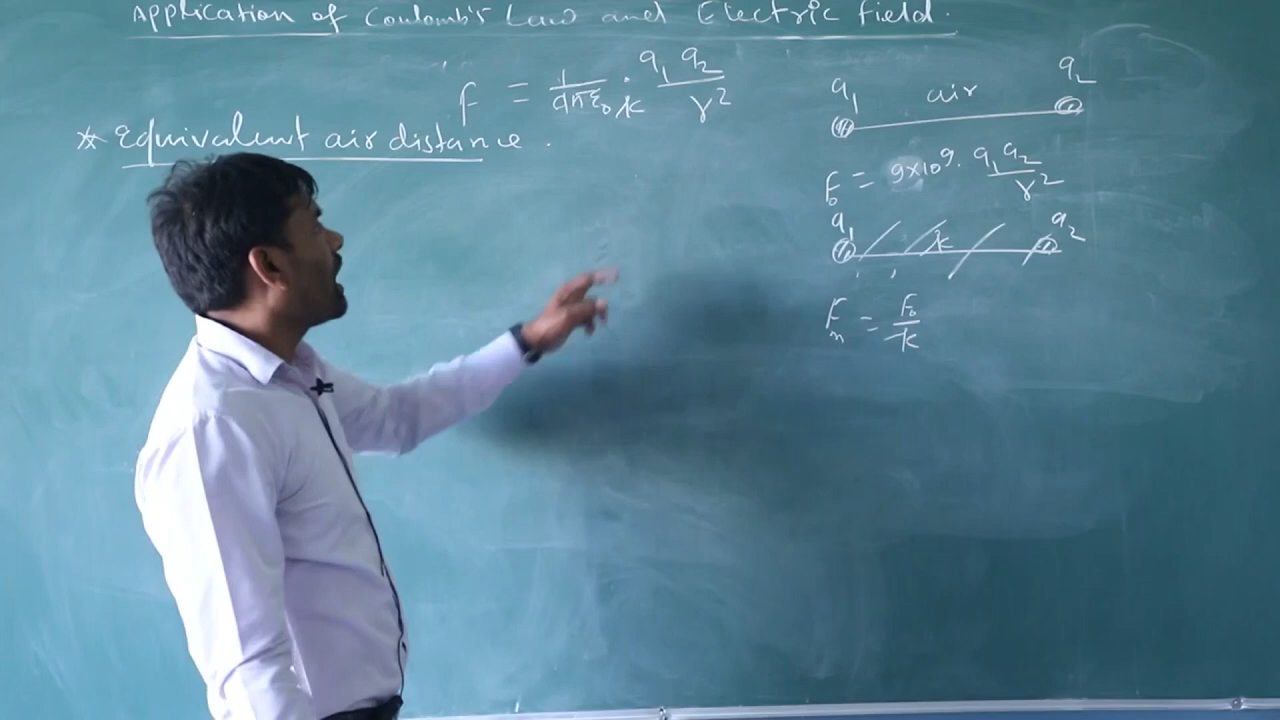 Application of Coulomb's Law and Electric field.
F = 1/4πε₀k · q₁q₂/r²
* Equivalent air distance.
q₁ air q₂
F₀ = 9×10⁹· q₁q₂/r²
q₁ k q₂
Fₘ = F₀/k